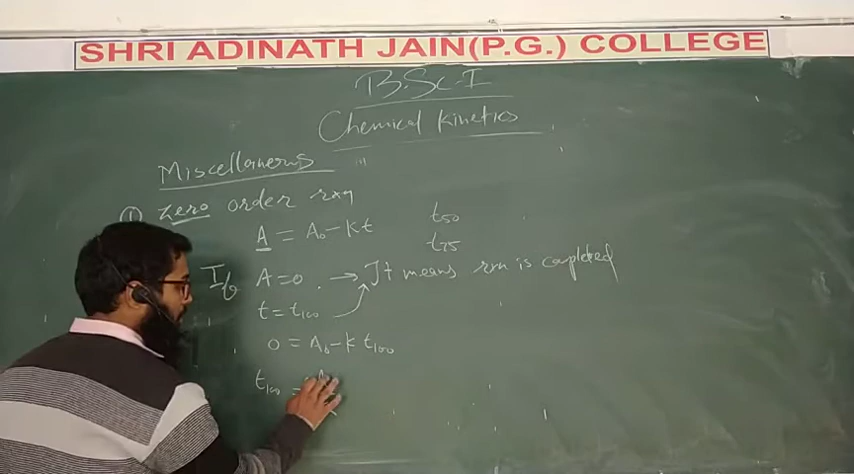 SHRI ADINATH JAIN(P.G.) COLLEGE
B.Sc-I
Chemical kinetics
Miscellaneous
① zero order rxn
A = A₀ - Kt
t₅₀
t₇₅
If A=0. → It means rxn is completed
t = t₁₀₀
0 = A₀ - K t₁₀₀
t₁₀₀ =